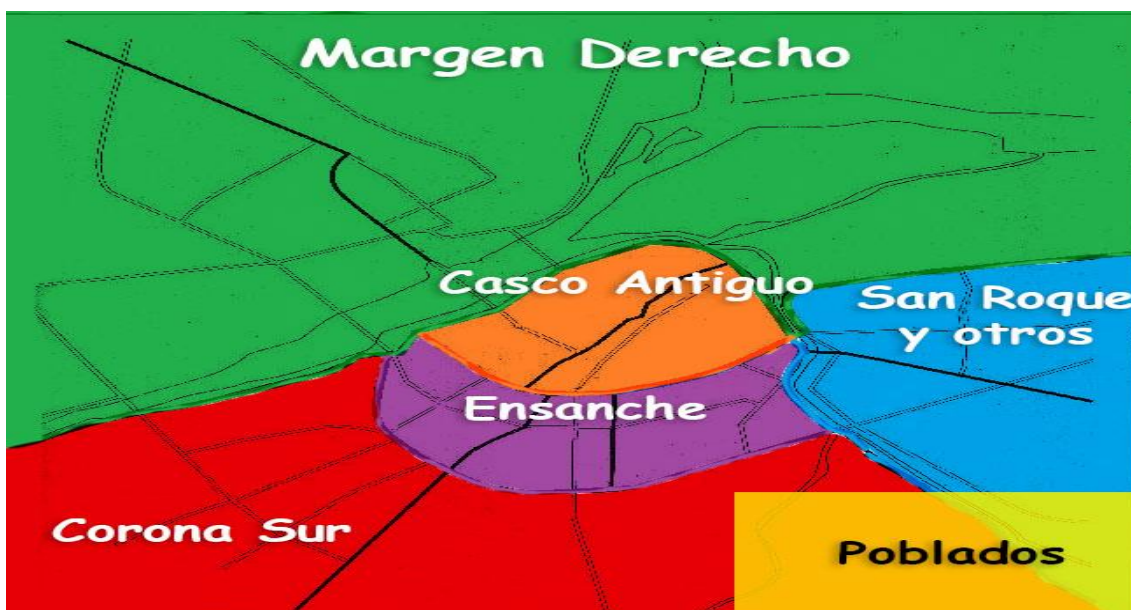 Margen Derecho
Casco Antiguo
San Roque
y otros
Ensanche
Corona Sur
Poblados